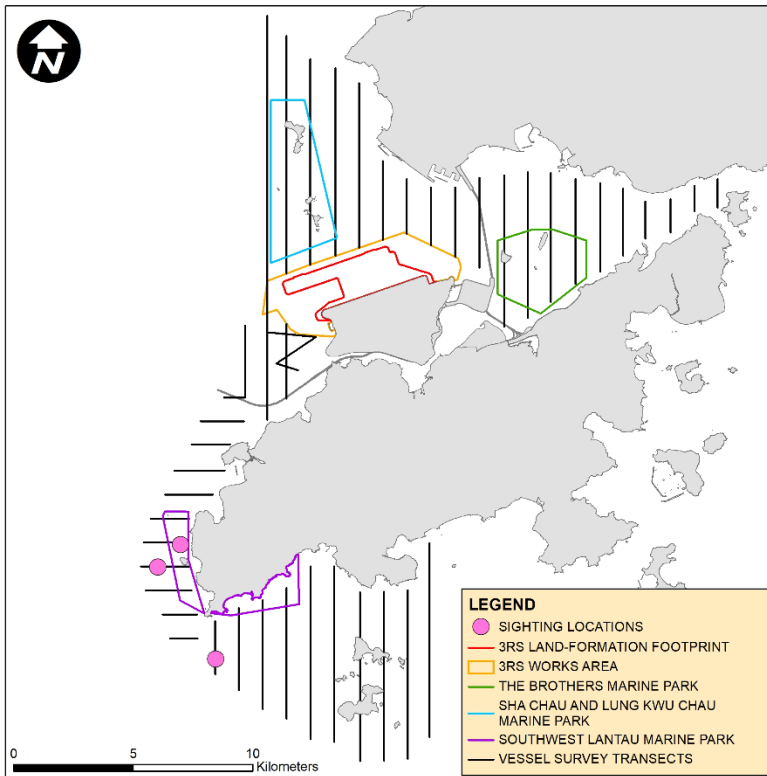 N
LEGEND
SIGHTING LOCATIONS
3RS LAND-FORMATION FOOTPRINT
3RS WORKS AREA
THE BROTHERS MARINE PARK
SHA CHAU AND LUNG KWU CHAU
MARINE PARK
SOUTHWEST LANTAU MARINE PARK
VESSEL SURVEY TRANSECTS
0 5 10
Kilometers